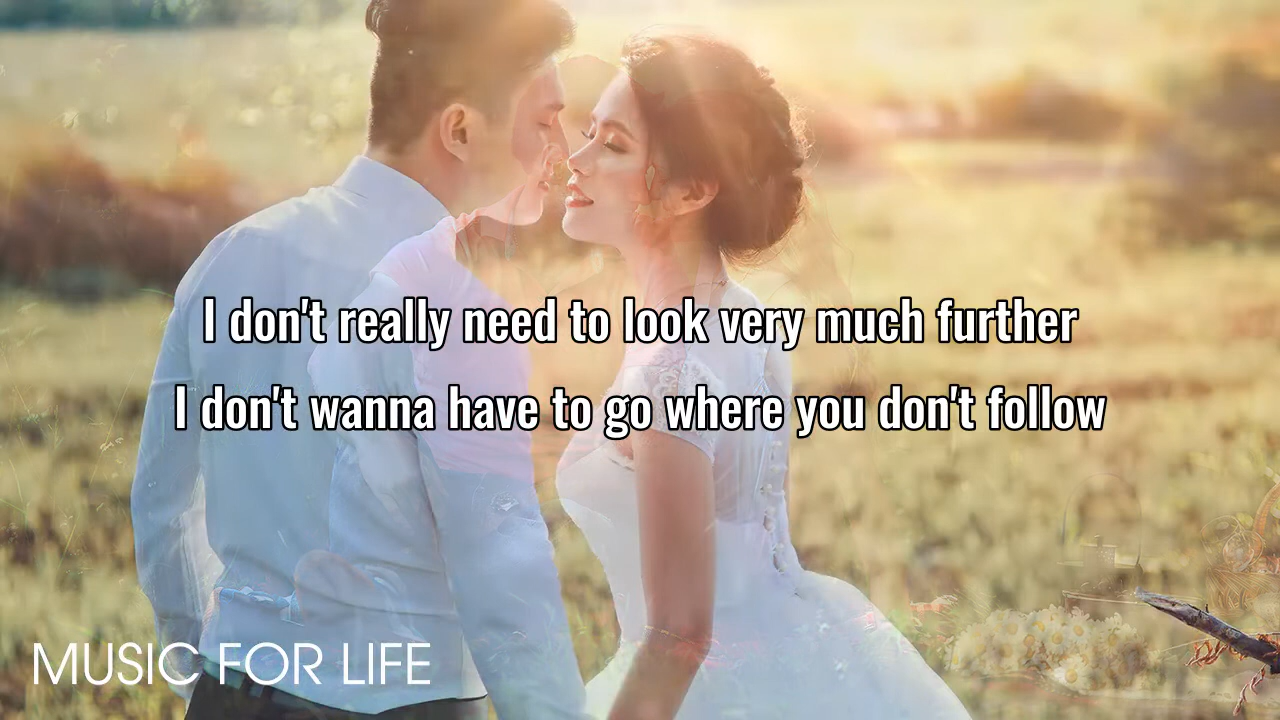 I don't really need to look very much further
I don't wanna have to go where you don't follow
MUSIC FOR LIFE